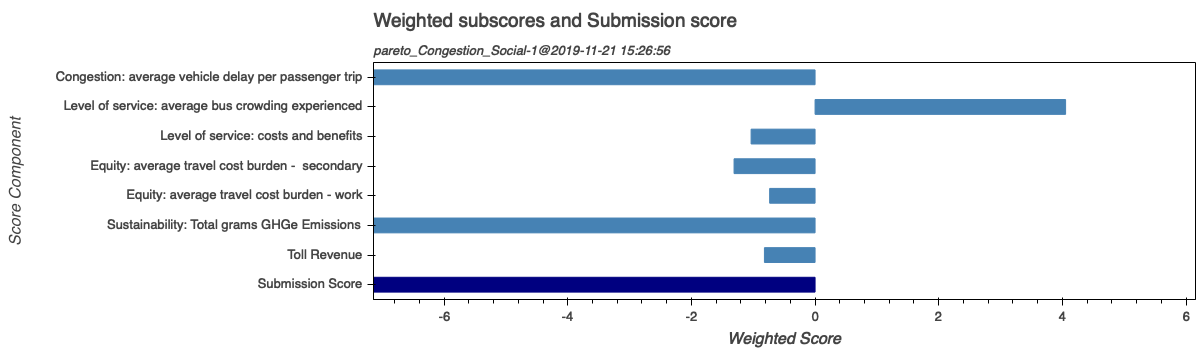 Weighted subscores and Submission score
pareto_Congestion_Social-1@2019-11-21 15:26:56
Score Component
Congestion: average vehicle delay per passenger trip
Level of service: average bus crowding experienced
Level of service: costs and benefits
Equity: average travel cost burden -  secondary
Equity: average travel cost burden - work
Sustainability: Total grams GHGe Emissions
Toll Revenue
Submission Score
-6 -4 -2 0 2 4 6
Weighted Score